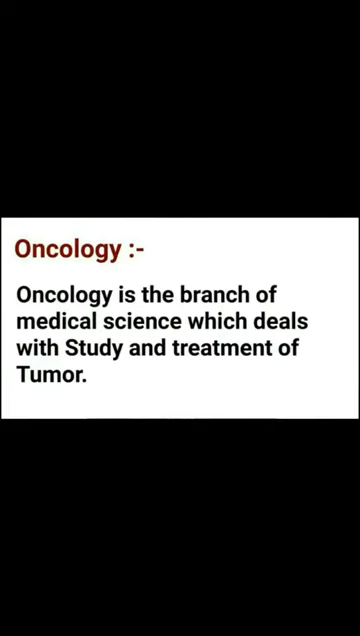 Oncology :-
Oncology is the branch of
medical science which deals
with Study and treatment of
Tumor.